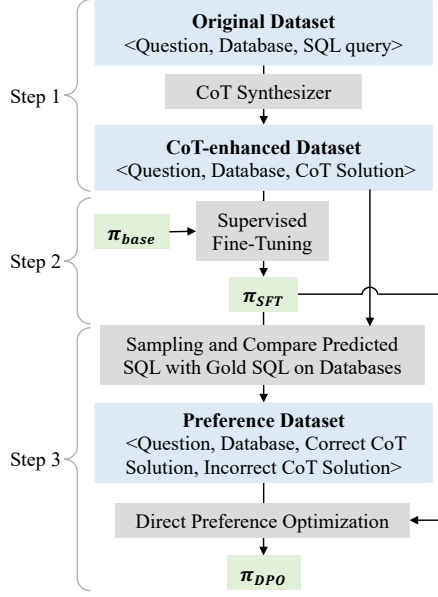 Original Dataset
<Question, Database, SQL query>
Step 1
CoT Synthesizer
CoT-enhanced Dataset
<Question, Database, CoT Solution>
Supervised
Fine-Tuning
π_base
Step 2
π_SFT
Sampling and Compare Predicted
SQL with Gold SQL on Databases
Preference Dataset
<Question, Database, Correct CoT
Solution, Incorrect CoT Solution>
Step 3
Direct Preference Optimization
π_DPO